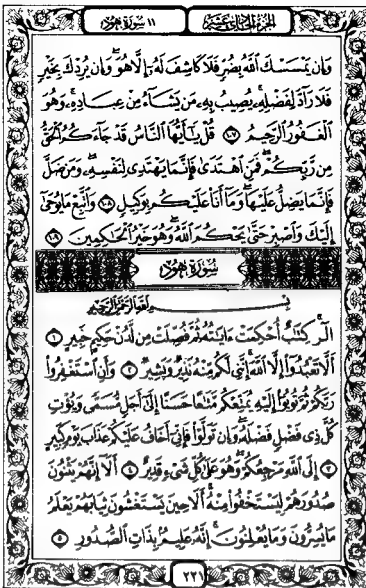 الجزء الحادي عشر
١١ سورة هود
وَإِن يَمْسَسْكَ ٱللَّهُ بِضُرٍّ فَلَا كَاشِفَ لَهُۥٓ إِلَّا هُوَ ۖ وَإِن يُرِدْكَ بِخَيْرٍ
فَلَا رَآدَّ لِفَضْلِهِۦ ۚ يُصِيبُ بِهِۦ مَن يَشَآءُ مِنْ عِبَادِهِۦ ۚ وَهُوَ
ٱلْغَفُورُ ٱلرَّحِيمُ ١٠٧ قُلْ يَٰٓأَيُّهَا ٱلنَّاسُ قَدْ جَآءَكُمُ ٱلْحَقُّ
مِن رَّبِّكُمْ ۖ فَمَنِ ٱهْتَدَىٰ فَإِنَّمَا يَهْتَدِى لِنَفْسِهِۦ ۖ وَمَن ضَلَّ
فَإِنَّمَا يَضِلُّ عَلَيْهَا ۖ وَمَآ أَنَا۠ عَلَيْكُم بِوَكِيلٍ ١٠٨ وَٱتَّبِعْ مَا يُوحَىٰٓ
إِلَيْكَ وَٱصْبِرْ حَتَّىٰ يَحْكُمَ ٱللَّهُ ۚ وَهُوَ خَيْرُ ٱلْحَٰكِمِينَ ١٠٩
سُورَةُ هُودٍ
بِسْمِ ٱللَّهِ ٱلرَّحْمَٰنِ ٱلرَّحِيمِ
الٓر ۚ كِتَٰبٌ أُحْكِمَتْ ءَايَٰتُهُۥ ثُمَّ فُصِّلَتْ مِن لَّدُنْ حَكِيمٍ خَبِيرٍ ١
أَلَّا تَعْبُدُوٓا۟ إِلَّا ٱللَّهَ ۚ إِنَّنِى لَكُم مِّنْهُ نَذِيرٌ وَبَشِيرٌ ٢ وَأَنِ ٱسْتَغْفِرُوا۟
رَبَّكُمْ ثُمَّ تُوبُوٓا۟ إِلَيْهِ يُمَتِّعْكُم مَّتَٰعًا حَسَنًا إِلَىٰٓ أَجَلٍ مُّسَمًّى وَيُؤْتِ
كُلَّ ذِى فَضْلٍ فَضْلَهُۥ ۖ وَإِن تَوَلَّوْا۟ فَإِنِّىٓ أَخَافُ عَلَيْكُمْ عَذَابَ يَوْمٍ كَبِيرٍ
٣ إِلَى ٱللَّهِ مَرْجِعُكُمْ ۖ وَهُوَ عَلَىٰ كُلِّ شَىْءٍ قَدِيرٌ ٤ أَلَآ إِنَّهُمْ يَثْنُونَ
صُدُورَهُمْ لِيَسْتَخْفُوا۟ مِنْهُ ۚ أَلَا حِينَ يَسْتَغْشُونَ ثِيَابَهُمْ يَعْلَمُ
مَا يُسِرُّونَ وَمَا يُعْلِنُونَ ۚ إِنَّهُۥ عَلِيمٌۢ بِذَاتِ ٱلصُّدُورِ ٥
٢٢١